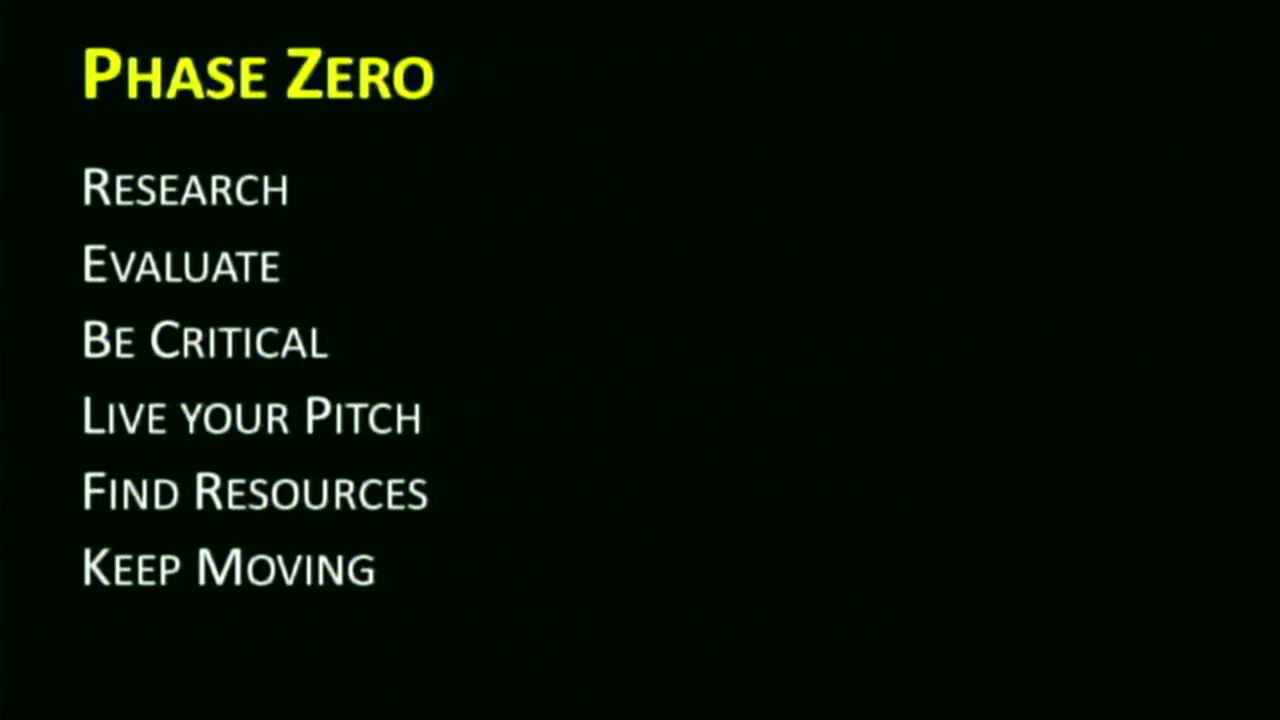 Phase Zero
Research
Evaluate
Be Critical
Live your Pitch
Find Resources
Keep Moving